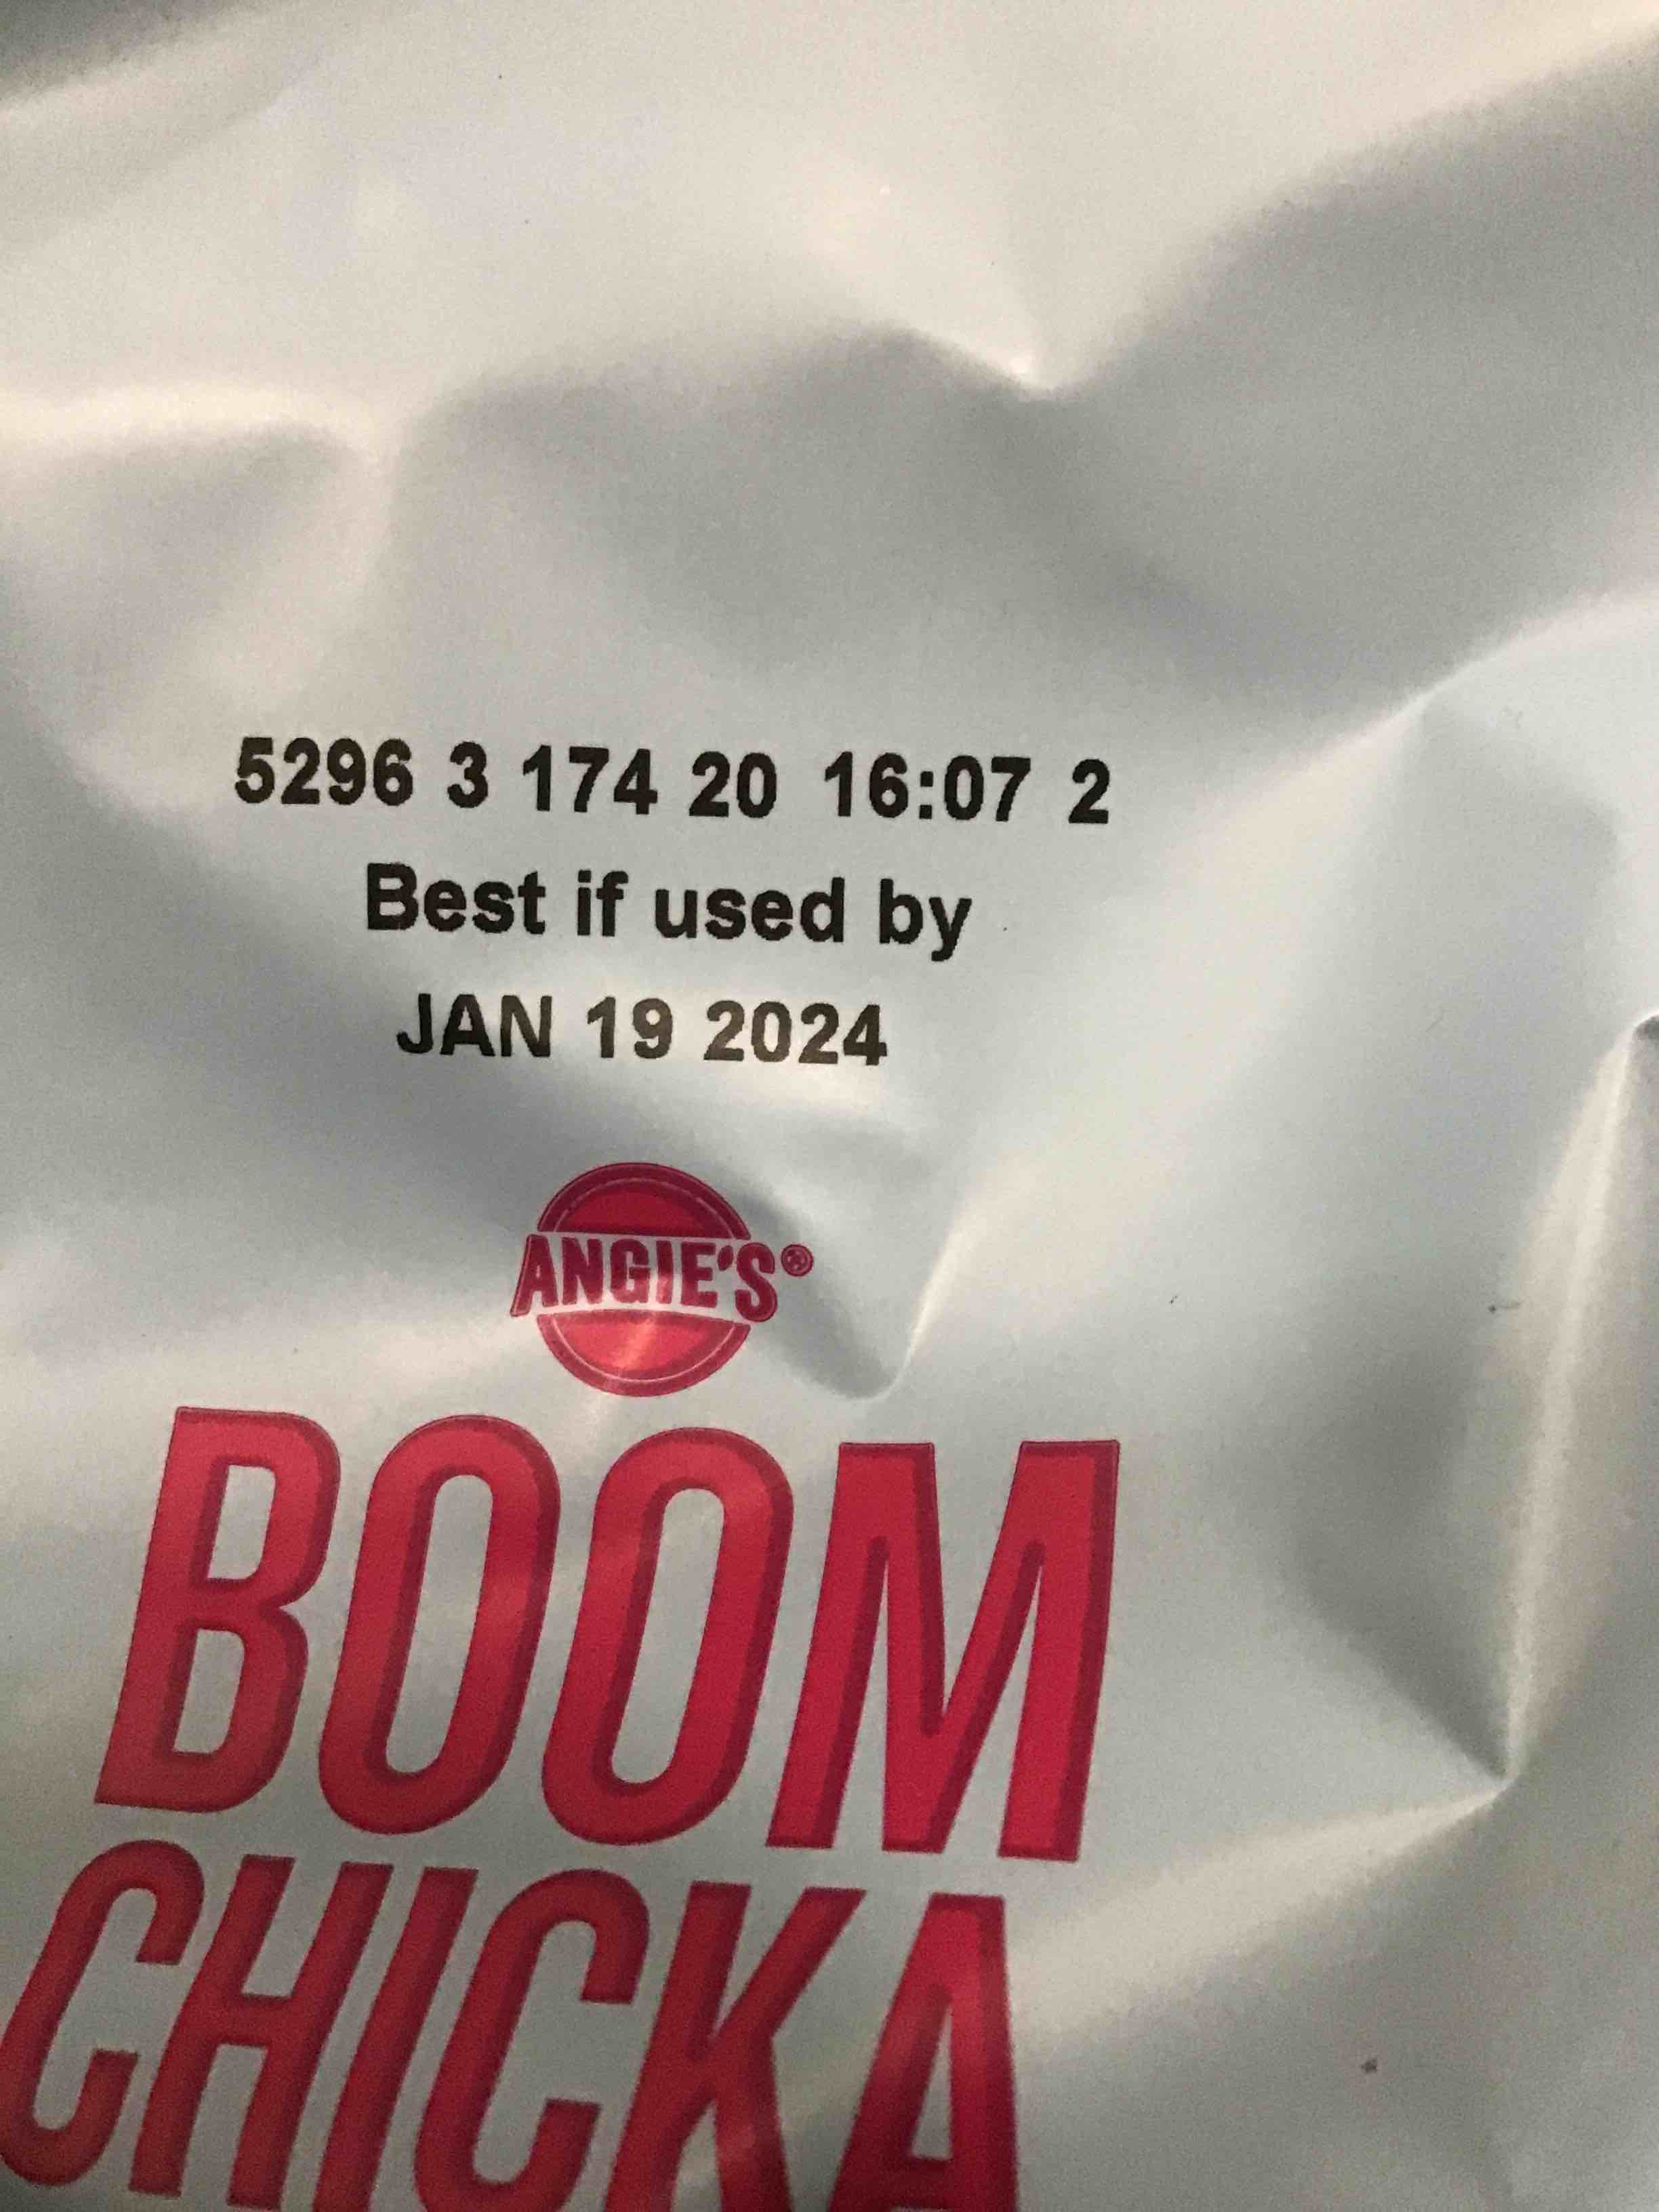 5296 3 174 20 16:07 2
Best if used by
JAN 19 2024
ANGIE'S®
BOOM
CHICKA